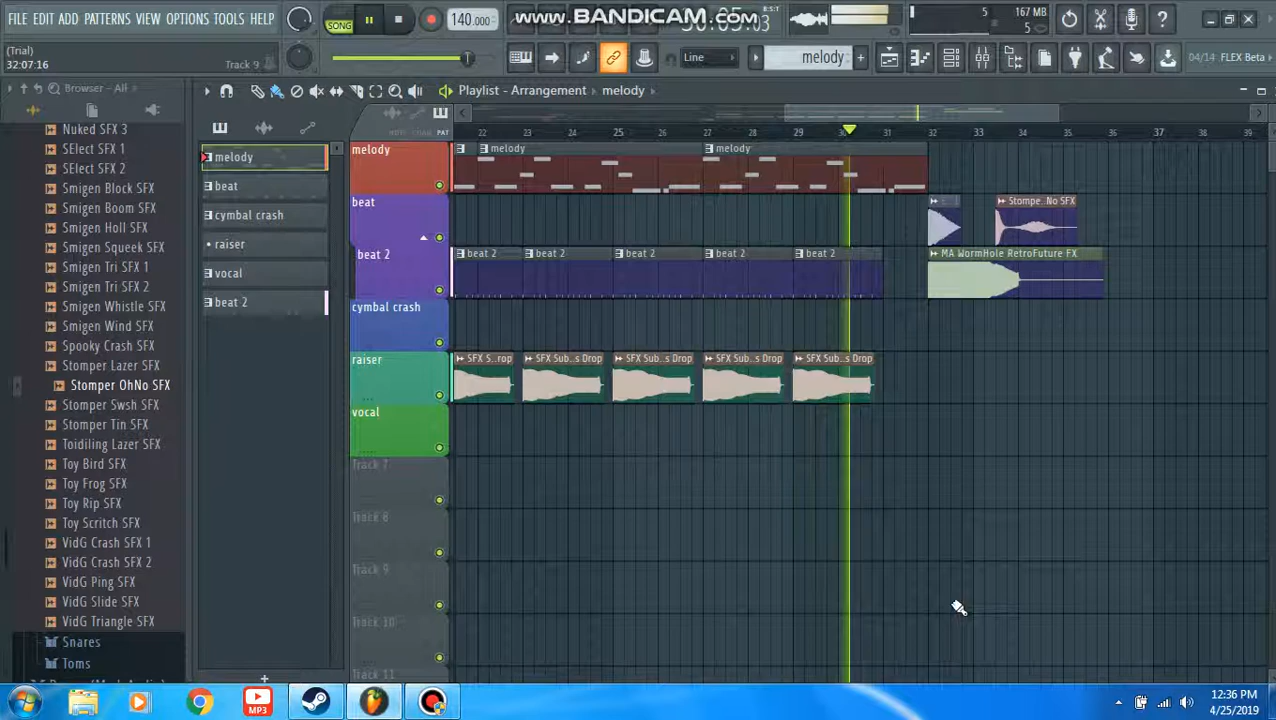 FILE EDIT ADD PATTERNS VIEW OPTIONS TOOLS HELP
(Trial)
32:07:16
Track 9
SONG
140.000
www.BANDICAM.com
:03
B:S:T
5
167 MB
5
Line
melody
04/14 FLEX Beta
Browser - All
Playlist - Arrangement
melody
PAT
22 23 24 25 26 27 28 29 30 31 32 33 34 35 36 37 38 39
Nuked SFX 3
SElect SFX 1
SElect SFX 2
Smigen Block SFX
Smigen Boom SFX
Smigen Holl SFX
Smigen Squeek SFX
Smigen Tri SFX 1
Smigen Tri SFX 2
Smigen Whistle SFX
Smigen Wind SFX
Spooky Crash SFX
Stomper Lazer SFX
Stomper OhNo SFX
Stomper Swsh SFX
Stomper Tin SFX
Toidiling Lazer SFX
Toy Bird SFX
Toy Frog SFX
Toy Rip SFX
Toy Scritch SFX
VidG Crash SFX 1
VidG Crash SFX 2
VidG Ping SFX
VidG Slide SFX
VidG Triangle SFX
Snares
Toms
melody
beat
cymbal crash
raiser
vocal
beat 2
melody
melody
melody
beat
Stompe..No SFX
beat 2
beat 2
beat 2
beat 2
beat 2
beat 2
MA WormHole RetroFuture FX
cymbal crash
raiser
SFX S..rop
SFX Sub..s Drop
SFX Sub..s Drop
SFX Sub..s Drop
SFX Sub..s Drop
vocal
Track 7
Track 8
Track 9
Track 10
Track 11
MP3
12:36 PM
4/25/2019